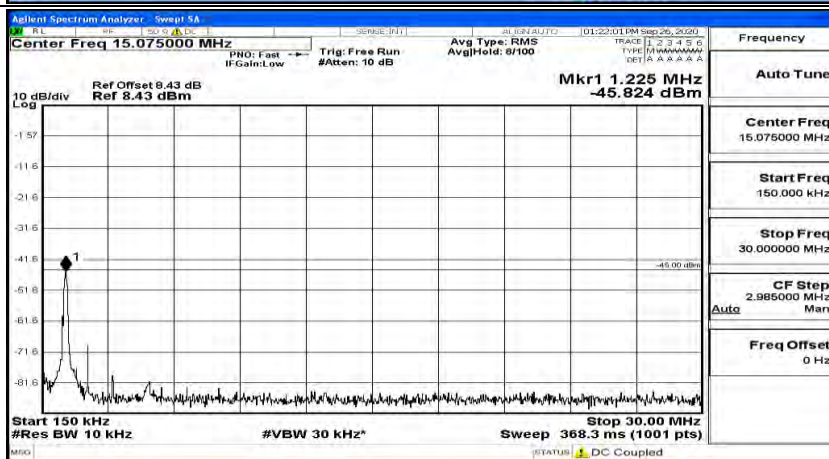 Agilent Spectrum Analyzer - Swept SA
RL RF 50 Ω DC SENSE:INT ALIGN AUTO 01:22:01 PM Sep 26, 2020
Center Freq 15.075000 MHz
PNO: Fast
IFGain:Low
Trig: Free Run
#Atten: 10 dB
Avg Type: RMS
Avg|Hold: 8/100
TRACE 1 2 3 4 5 6
TYPE MWWWWW
DET A A A A A A
Ref Offset 8.43 dB
10 dB/div Ref 8.43 dBm
Log
Mkr1 1.225 MHz
-45.824 dBm
-1.57
-11.6
-21.6
-31.6
-41.6
-51.6
-61.6
-71.6
-81.6
1
-45.00 dBm
Start 150 kHz
#Res BW 10 kHz
#VBW 30 kHz*
Stop 30.00 MHz
Sweep 368.3 ms (1001 pts)
MSG
STATUS DC Coupled
Frequency
Auto Tune
Center Freq
15.075000 MHz
Start Freq
150.000 kHz
Stop Freq
30.000000 MHz
CF Step
2.985000 MHz
Auto Man
Freq Offset
0 Hz